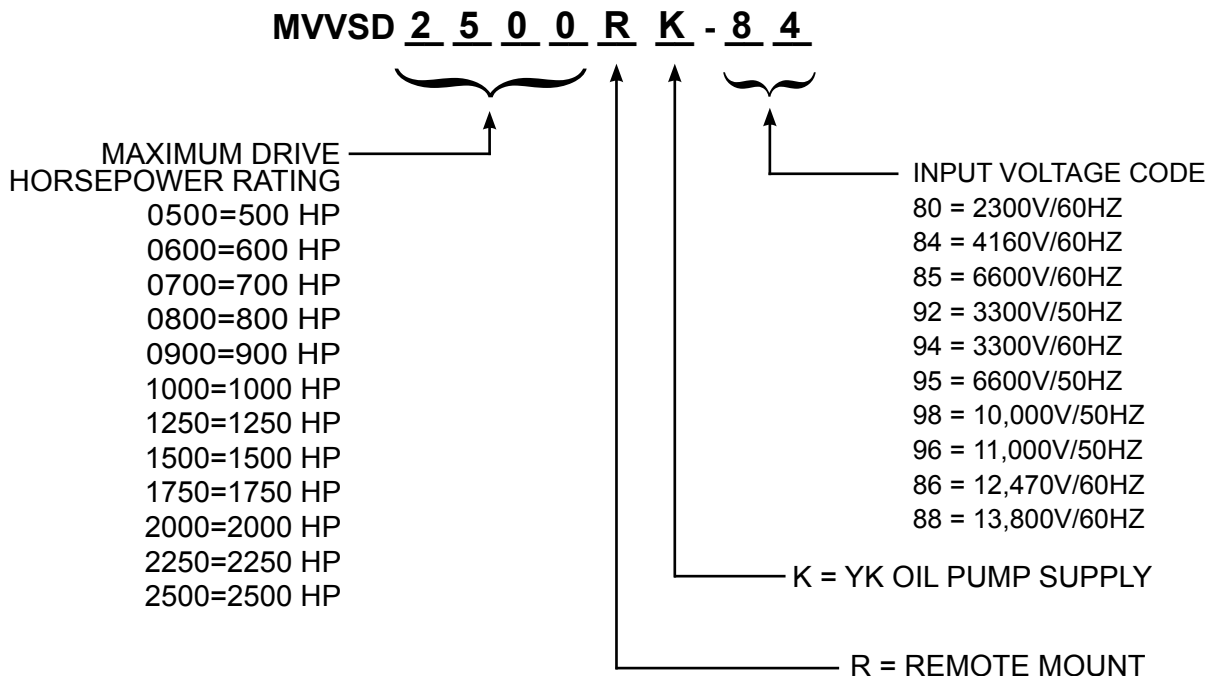 MVVSD 2 5 0 0 R K - 8 4
MAXIMUM DRIVE
HORSEPOWER RATING
0500=500 HP
0600=600 HP
0700=700 HP
0800=800 HP
0900=900 HP
1000=1000 HP
1250=1250 HP
1500=1500 HP
1750=1750 HP
2000=2000 HP
2250=2250 HP
2500=2500 HP
INPUT VOLTAGE CODE
80 = 2300V/60HZ
84 = 4160V/60HZ
85 = 6600V/60HZ
92 = 3300V/50HZ
94 = 3300V/60HZ
95 = 6600V/50HZ
98 = 10,000V/50HZ
96 = 11,000V/50HZ
86 = 12,470V/60HZ
88 = 13,800V/60HZ
K = YK OIL PUMP SUPPLY
R = REMOTE MOUNT